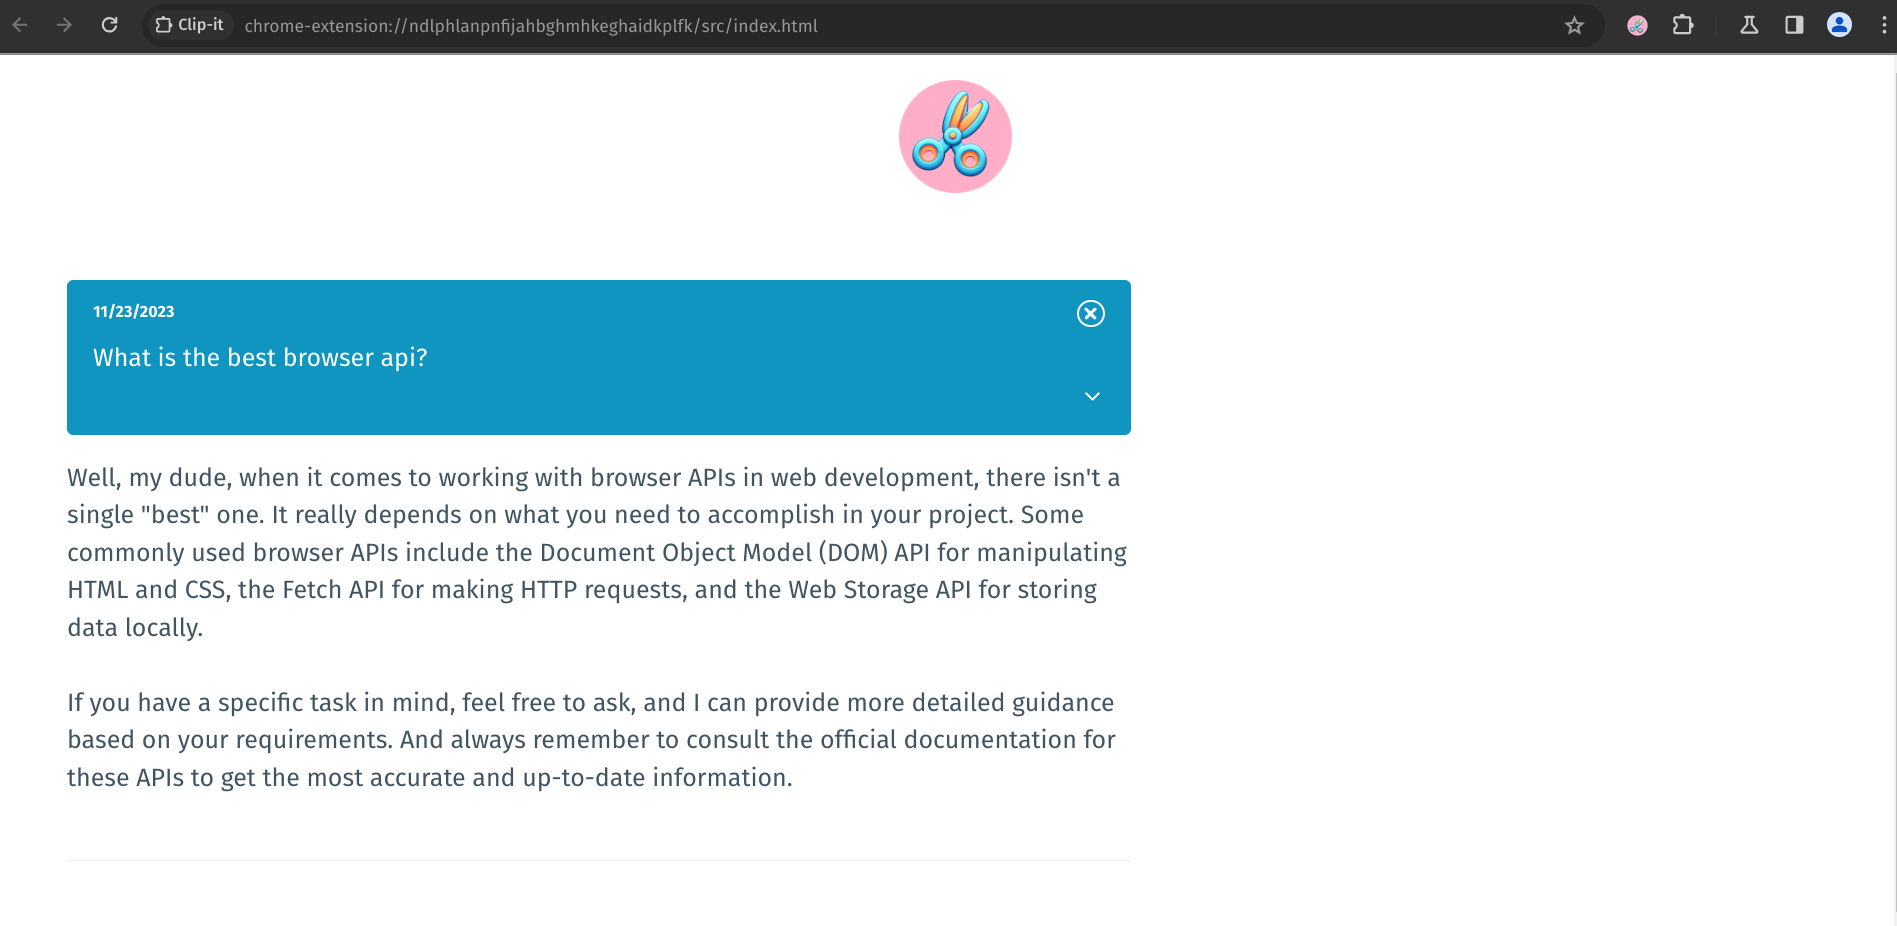 Clip-it chrome-extension://ndlphlanpnfijahbghmhkeghaidkplfk/src/index.html
11/23/2023
What is the best browser api?
Well, my dude, when it comes to working with browser APIs in web development, there isn't a
single "best" one. It really depends on what you need to accomplish in your project. Some
commonly used browser APIs include the Document Object Model (DOM) API for manipulating
HTML and CSS, the Fetch API for making HTTP requests, and the Web Storage API for storing
data locally.
If you have a specific task in mind, feel free to ask, and I can provide more detailed guidance
based on your requirements. And always remember to consult the official documentation for
these APIs to get the most accurate and up-to-date information.